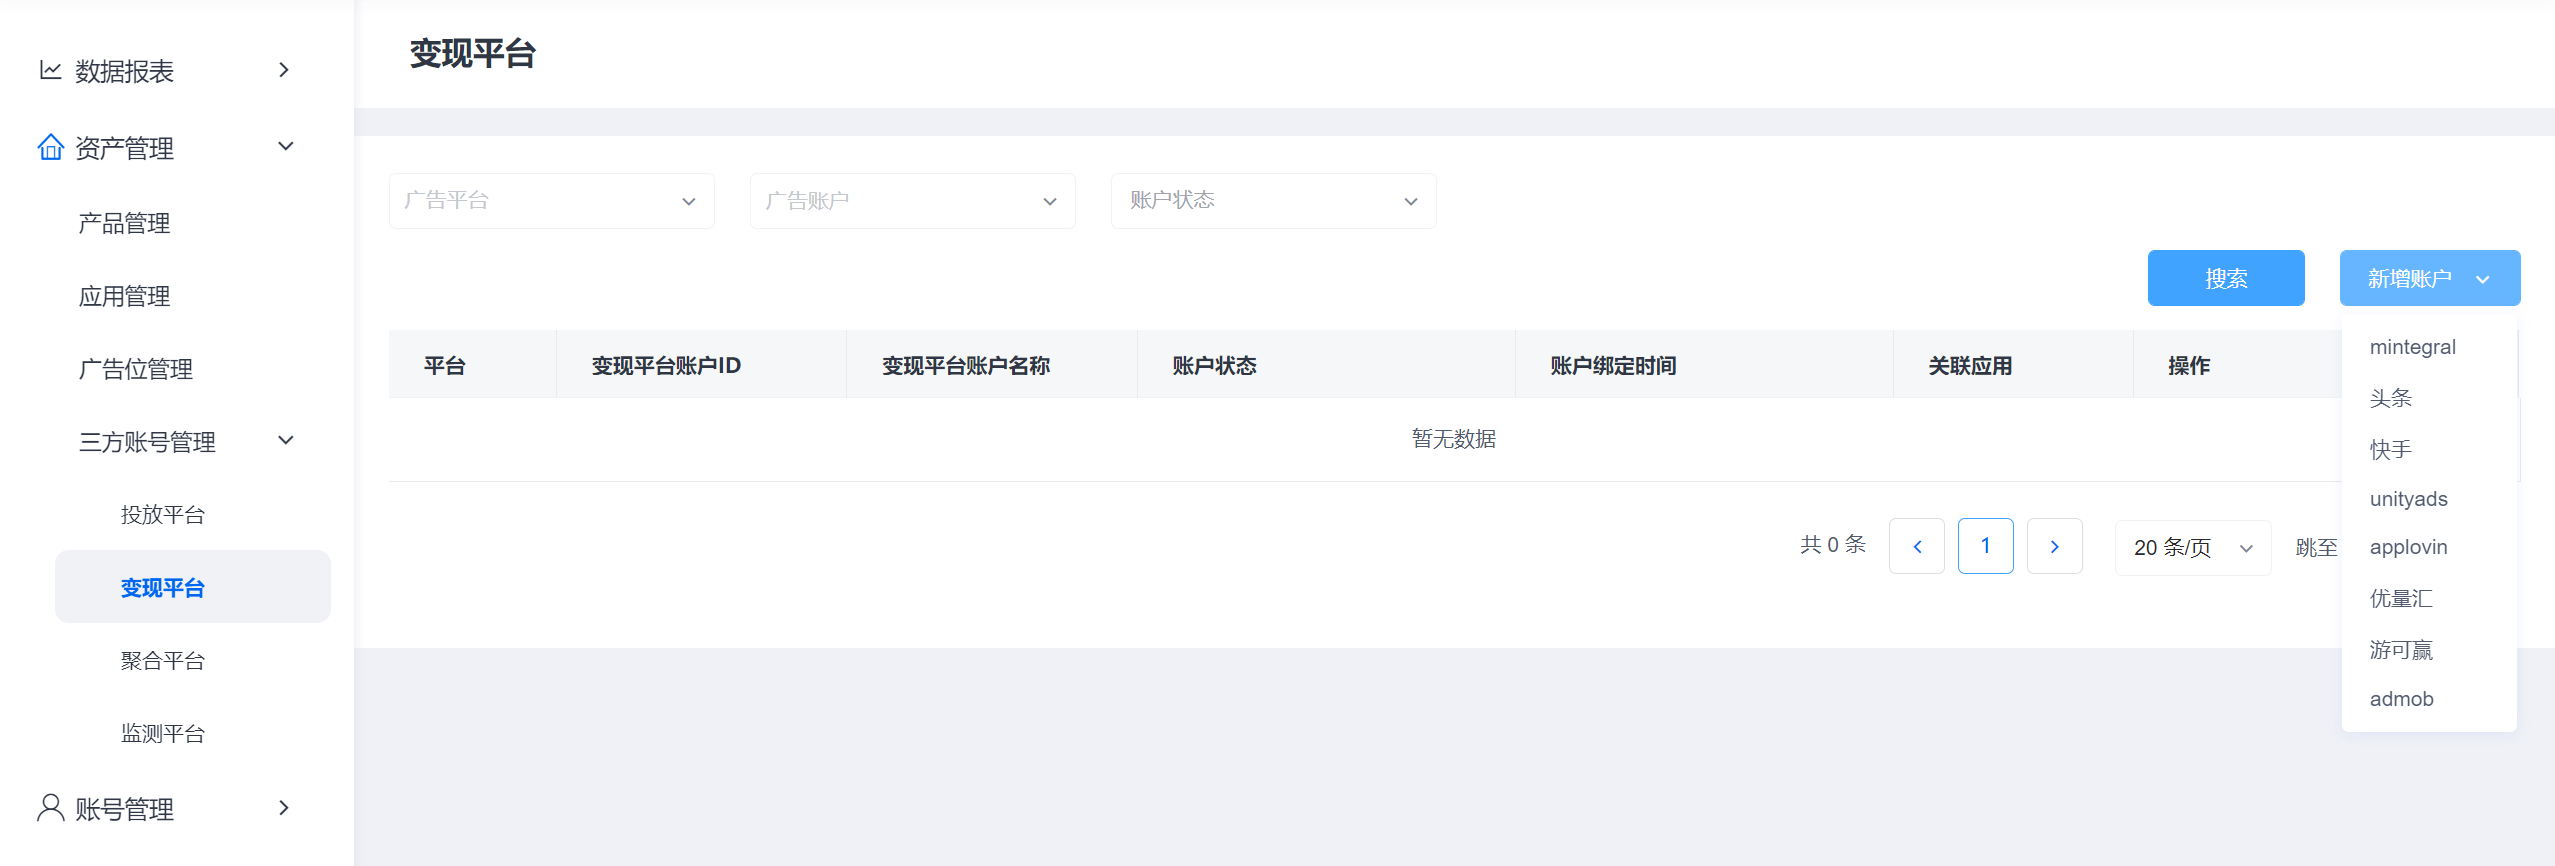 数据报表
资产管理
产品管理
应用管理
广告位管理
三方账号管理
投放平台
变现平台
聚合平台
监测平台
账号管理
变现平台
广告平台 广告账户 账户状态
搜索 新增账户
平台 变现平台账户ID 变现平台账户名称 账户状态 账户绑定时间 关联应用 操作
暂无数据
共 0 条 1 20 条/页 跳至
mintegral
头条
快手
unityads
applovin
优量汇
游可赢
admob